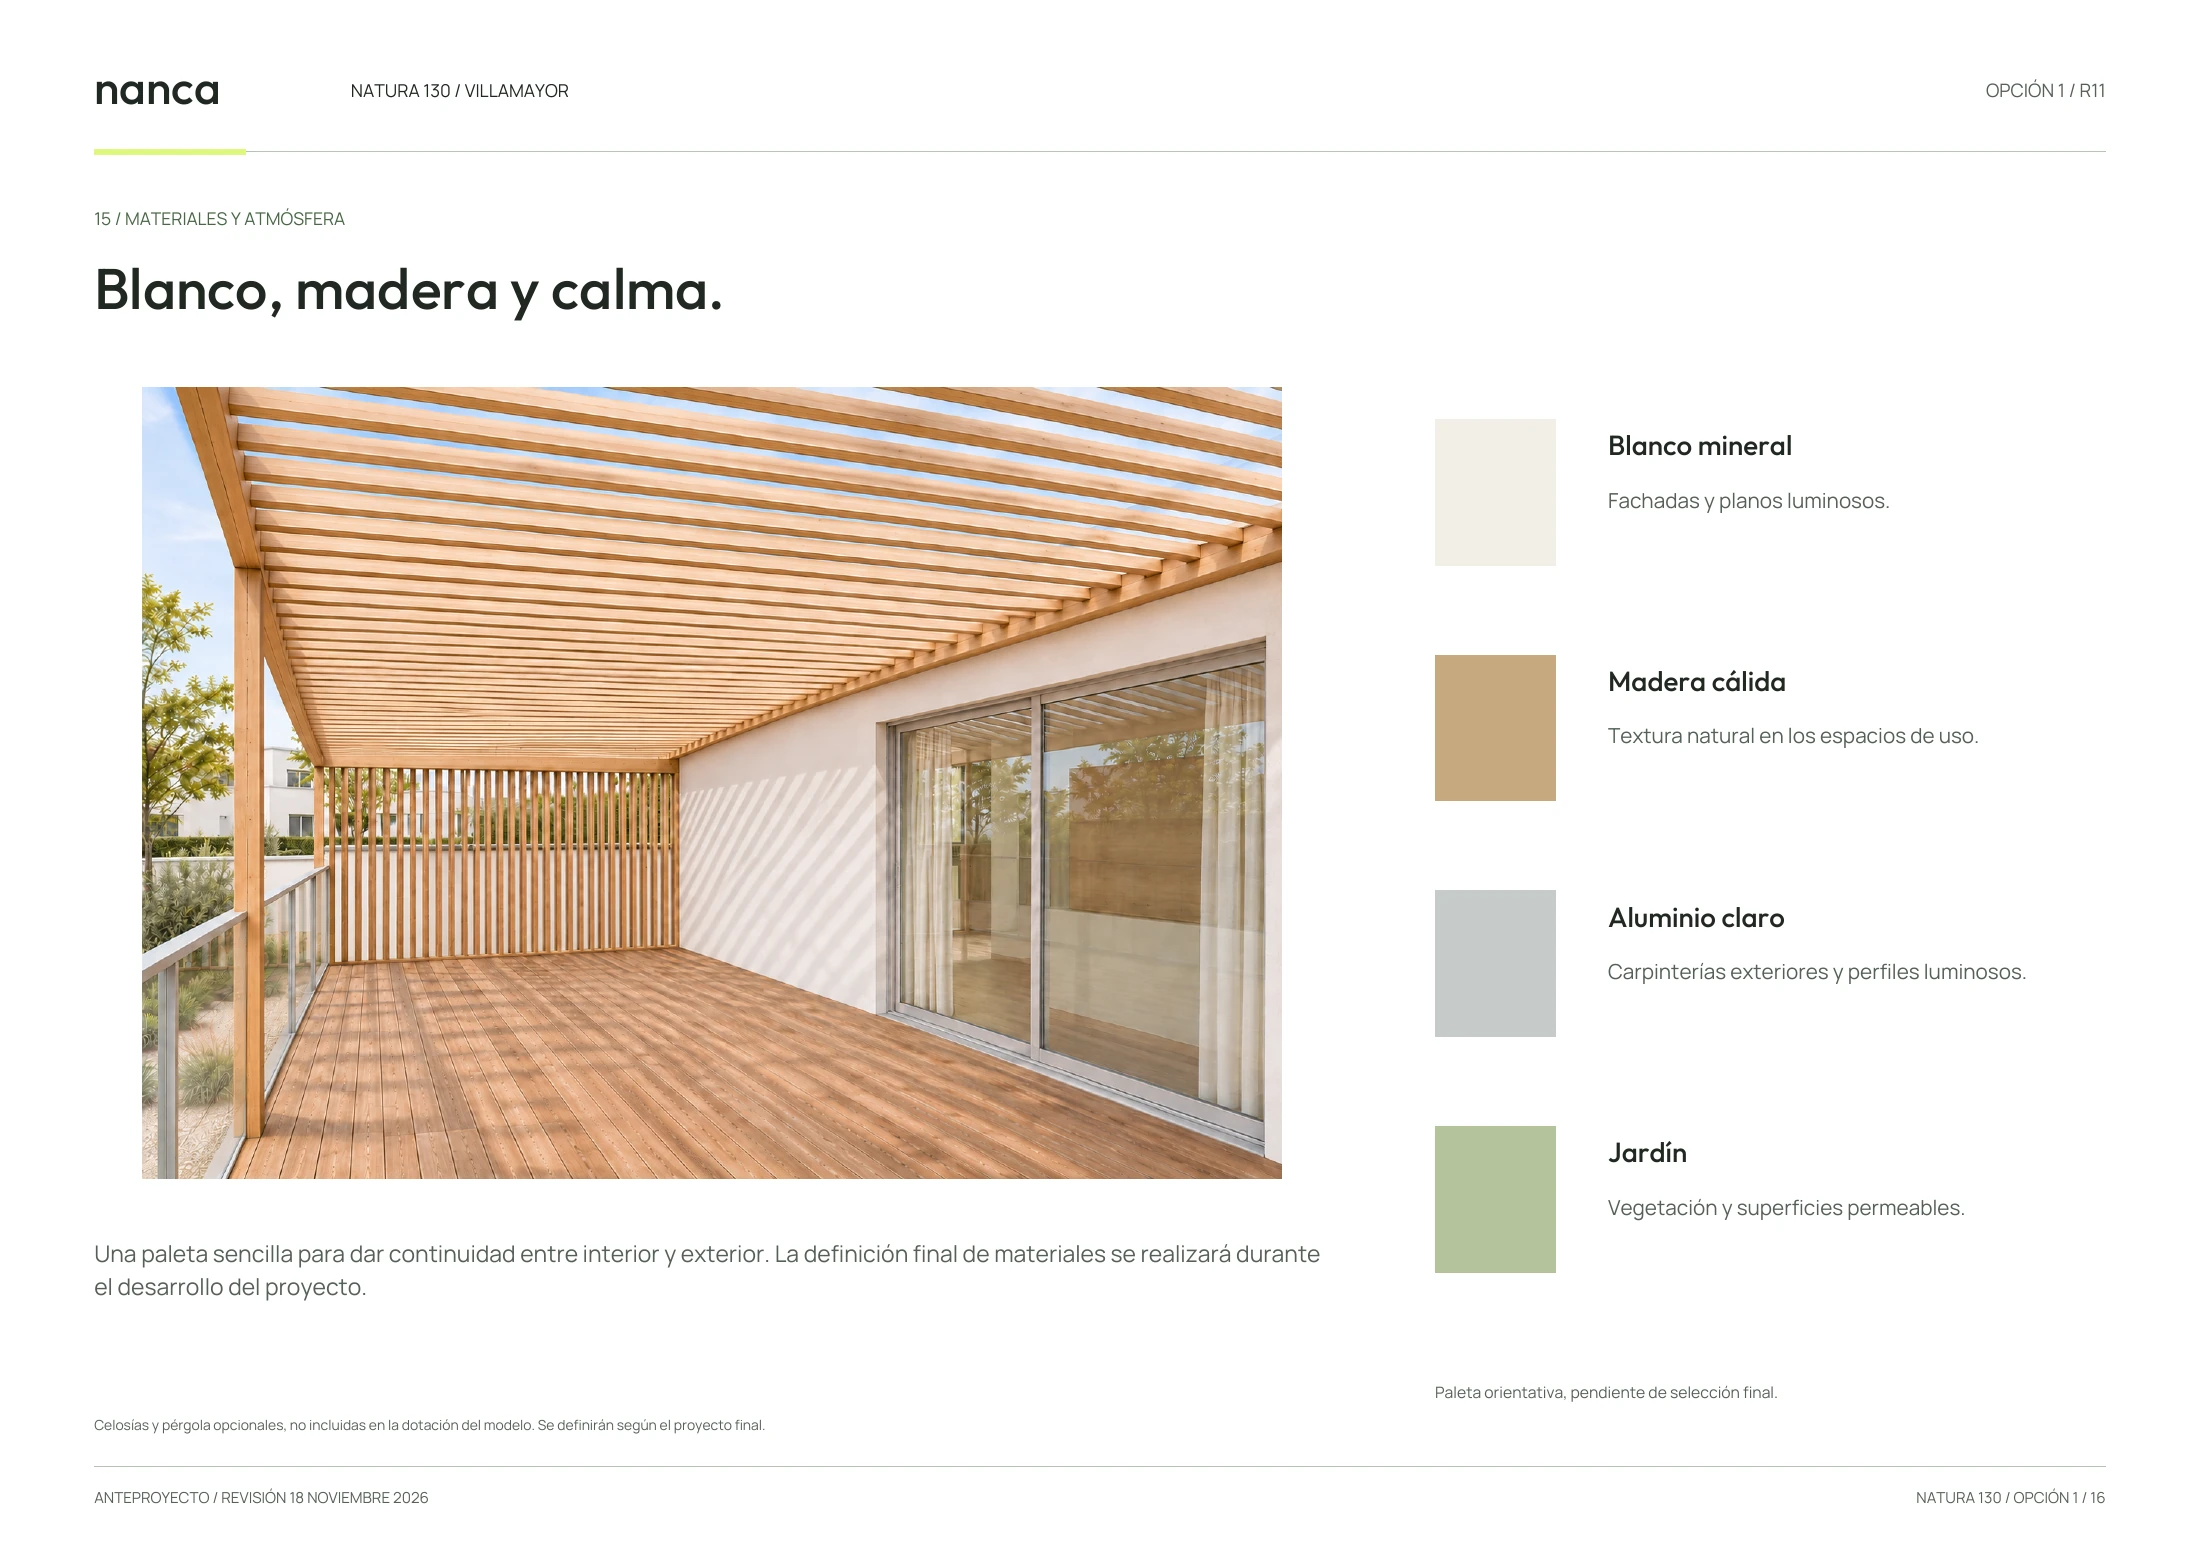 nanca
NATURA 130 / VILLAMAYOR
OPCIÓN 1 / R11
15 / MATERIALES Y ATMÓSFERA
Blanco, madera y calma.
Blanco mineral
Fachadas y planos luminosos.
Madera cálida
Textura natural en los espacios de uso.
Aluminio claro
Carpinterías exteriores y perfiles luminosos.
Jardín
Vegetación y superficies permeables.
Una paleta sencilla para dar continuidad entre interior y exterior. La definición final de materiales se realizará durante
el desarrollo del proyecto.
Paleta orientativa, pendiente de selección final.
Celosías y pérgola opcionales, no incluidas en la dotación del modelo. Se definirán según el proyecto final.
ANTEPROYECTO / REVISIÓN 18 NOVIEMBRE 2026
NATURA 130 / OPCIÓN 1 / 16